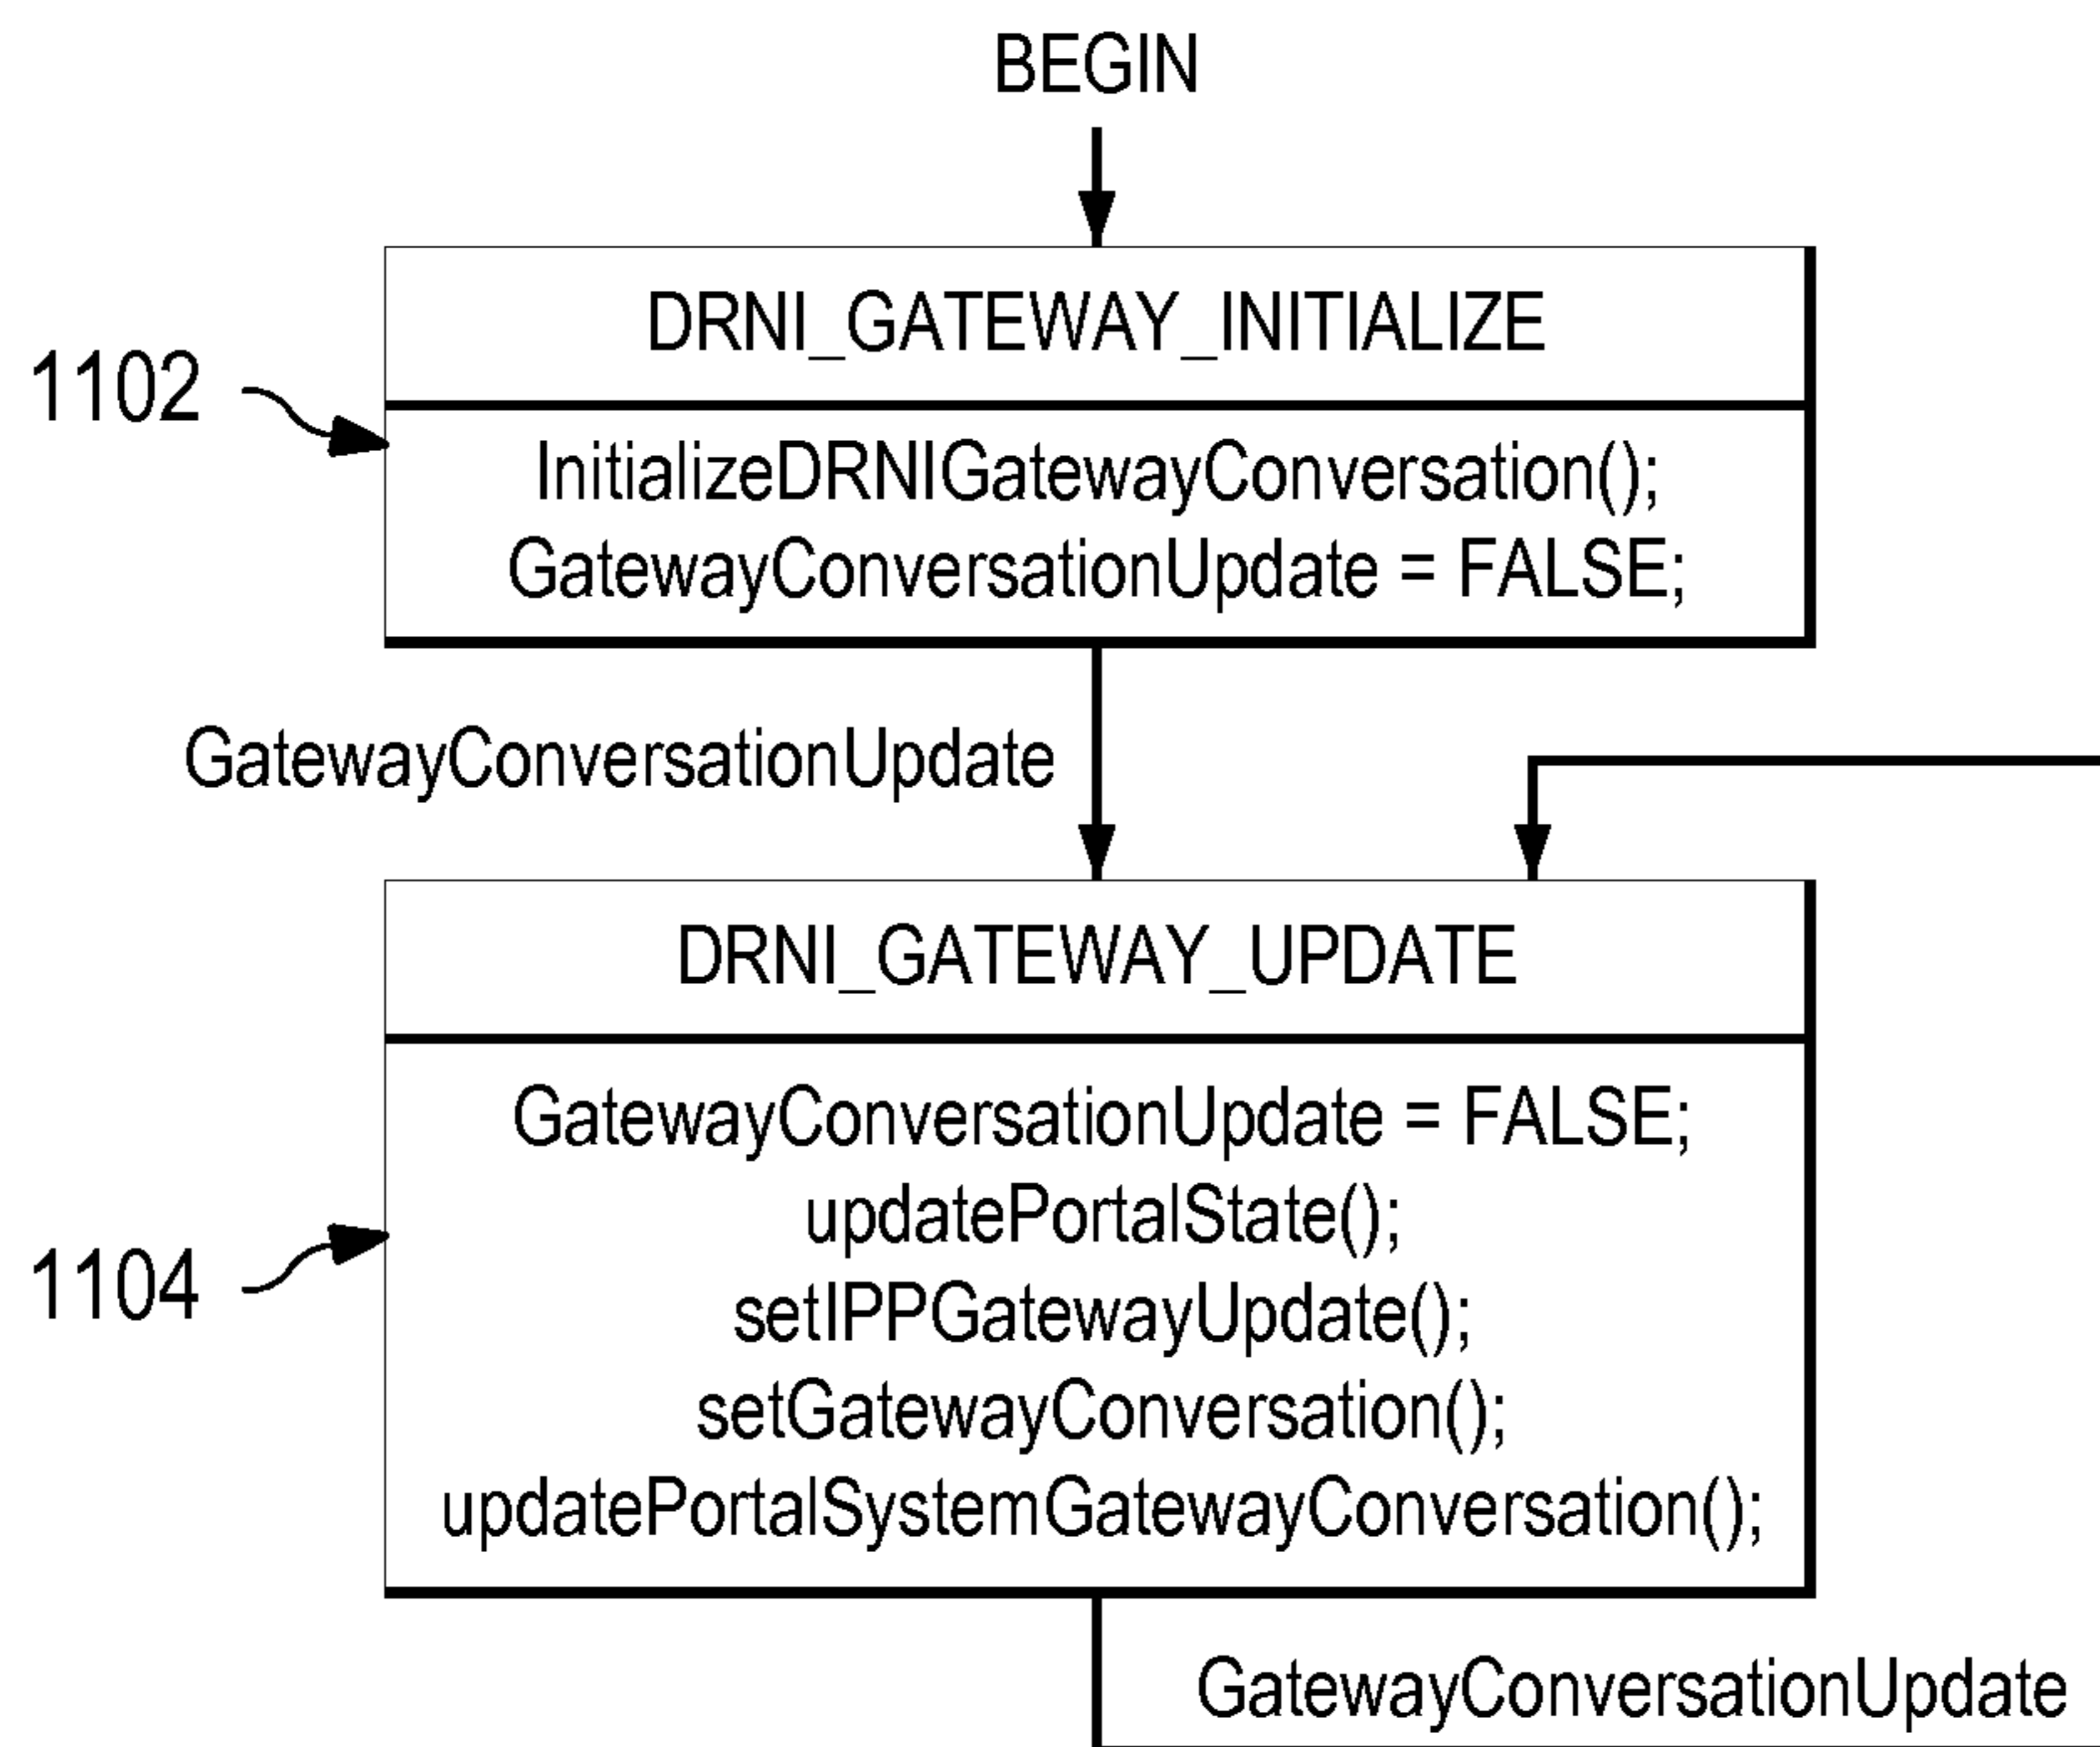 BEGIN
DRNI_GATEWAY_INITIALIZE
1102
InitializeDRNIGatewayConversation();
GatewayConversationUpdate = FALSE;
GatewayConversationUpdate
DRNI_GATEWAY_UPDATE
GatewayConversationUpdate = FALSE;
updatePortalState();
1104
setIPPGatewayUpdate();
setGatewayConversation();
updatePortalSystemGatewayConversation();
GatewayConversationUpdate